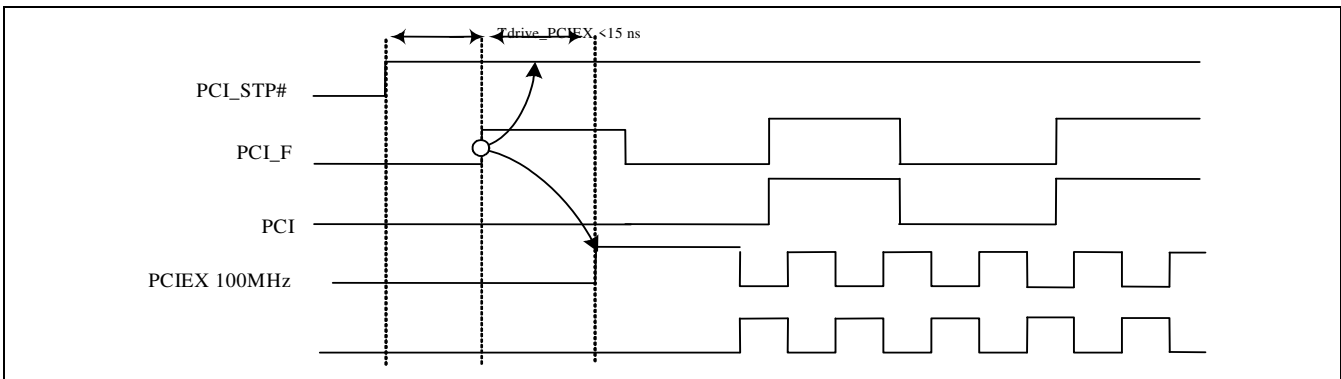 Tdrive_PCIEX <15 ns
PCI_STP#
PCI_F
PCI
PCIEX 100MHz